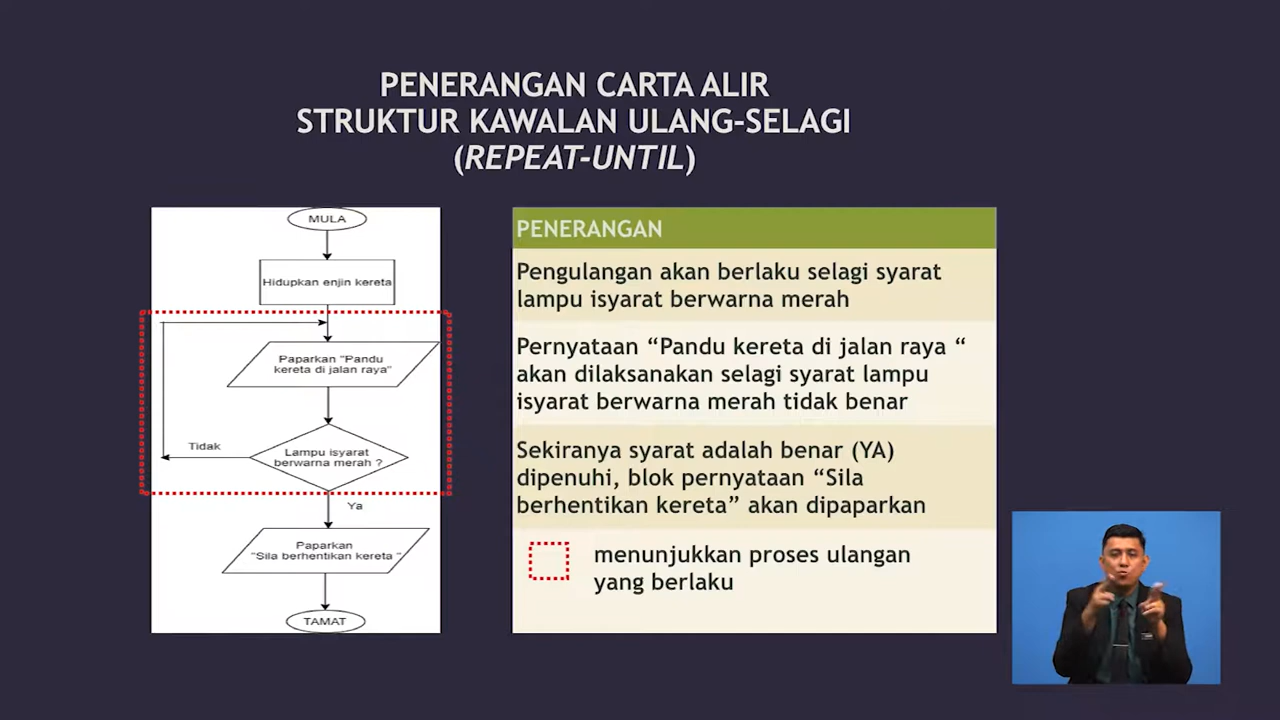 PENERANGAN CARTA ALIR
STRUKTUR KAWALAN ULANG-SELAGI
(REPEAT-UNTIL)
MULA
Hidupkan enjin kereta
Paparkan "Pandu
kereta di jalan raya"
Tidak
Lampu isyarat
berwarna merah ?
Ya
Paparkan
"Sila berhentikan kereta "
TAMAT
PENERANGAN
Pengulangan akan berlaku selagi syarat
lampu isyarat berwarna merah
Pernyataan “Pandu kereta di jalan raya “
akan dilaksanakan selagi syarat lampu
isyarat berwarna merah tidak benar
Sekiranya syarat adalah benar (YA)
dipenuhi, blok pernyataan “Sila
berhentikan kereta” akan dipaparkan
menunjukkan proses ulangan
yang berlaku